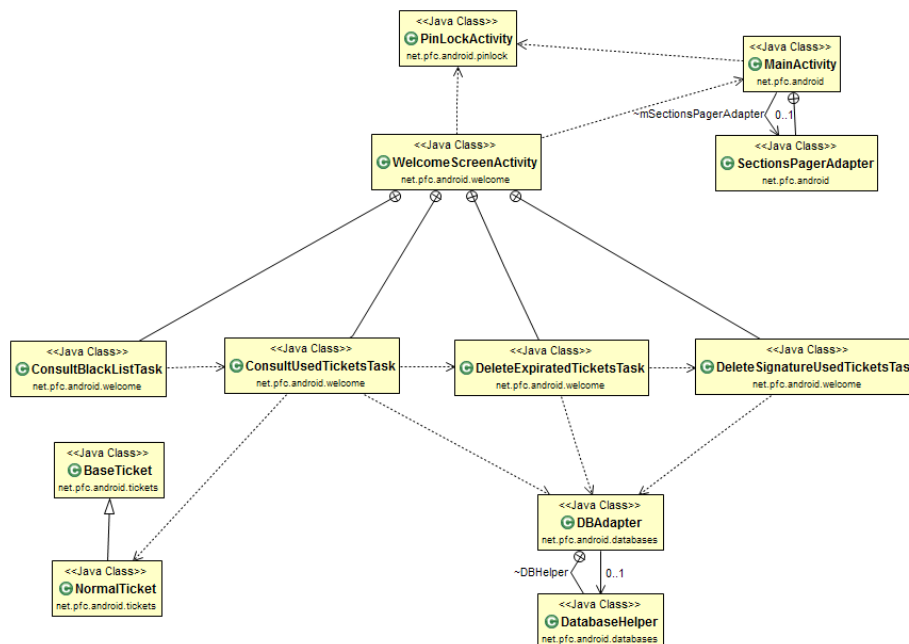 <<Java Class>>
PinLockActivity
net.pfc.android.pinlock
<<Java Class>>
MainActivity
net.pfc.android
~mSectionsPagerAdapter
0..1
<<Java Class>>
WelcomeScreenActivity
net.pfc.android.welcome
<<Java Class>>
SectionsPagerAdapter
net.pfc.android
<<Java Class>>
ConsultBlackListTask
net.pfc.android.welcome
<<Java Class>>
ConsultUsedTicketsTask
net.pfc.android.welcome
<<Java Class>>
DeleteExpiratedTicketsTask
net.pfc.android.welcome
<<Java Class>>
DeleteSignatureUsedTicketsTas
net.pfc.android.welcome
<<Java Class>>
BaseTicket
net.pfc.android.tickets
<<Java Class>>
DBAdapter
net.pfc.android.databases
<<Java Class>>
NormalTicket
net.pfc.android.tickets
~DBHelper
0..1
<<Java Class>>
DatabaseHelper
net.pfc.android.databases